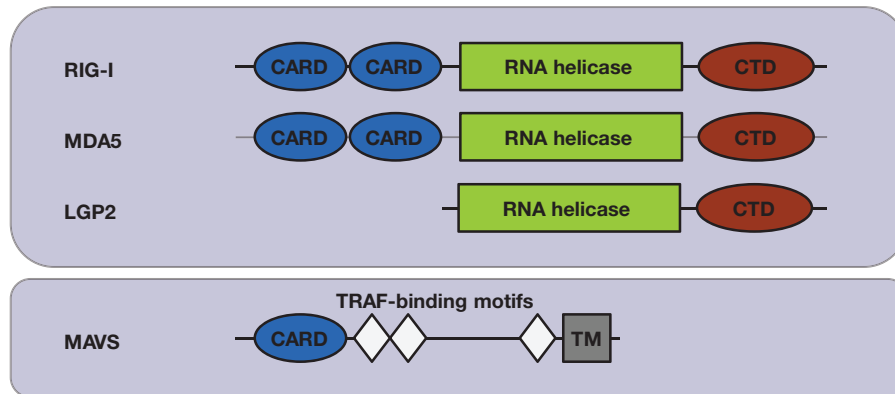 RIG-I CARD CARD RNA helicase CTD
MDA5 CARD CARD RNA helicase CTD
LGP2 RNA helicase CTD
TRAF-binding motifs
MAVS CARD TM